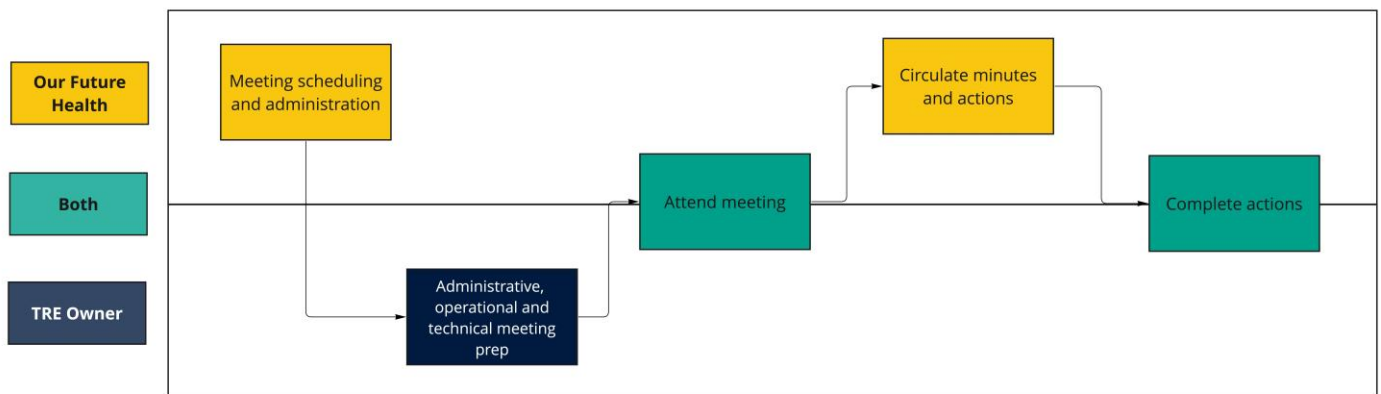 Our Future
Health
Both
TRE Owner
Meeting scheduling
and administration
Administrative,
operational and
technical meeting
prep
Attend meeting
Circulate minutes
and actions
Complete actions